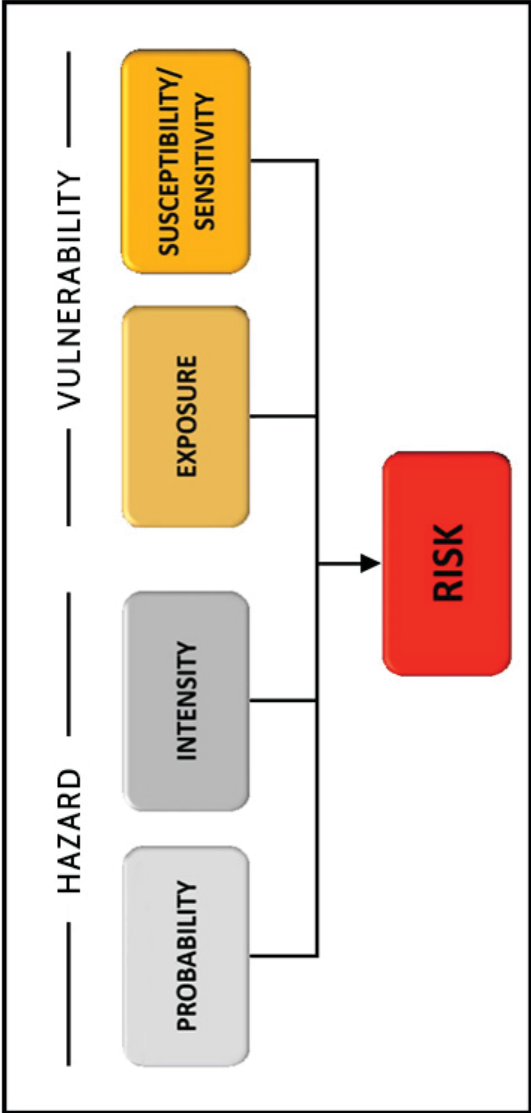 HAZARD
VULNERABILITY
PROBABILITY
INTENSITY
EXPOSURE
SUSCEPTIBILITY/
SENSITIVITY
RISK